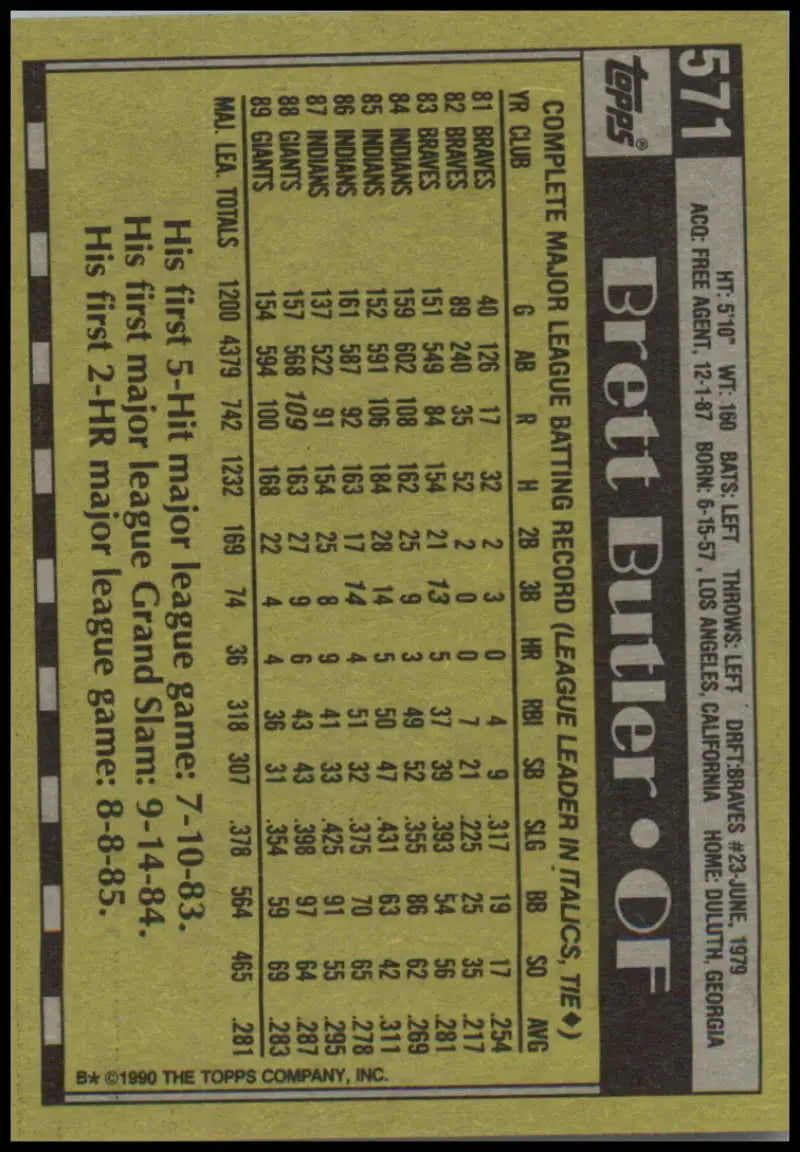 571
HT: 5'10" WT: 160 BATS: LEFT THROWS: LEFT DRFT:BRAVES #23-JUNE, 1979
ACQ: FREE AGENT, 12-1-87 BORN: 6-15-57, LOS ANGELES, CALIFORNIA HOME: DULUTH, GEORGIA
topps®
Brett Butler • OF
COMPLETE MAJOR LEAGUE BATTING RECORD (LEAGUE LEADER IN ITALICS, TIE♦)
YR CLUB G AB R H 2B 3B HR RBI SB SLG BB SO AVG
81 BRAVES 40 126 17 32 2 3 0 4 9 .317 19 17 .254
82 BRAVES 89 240 35 52 2 0 0 7 21 .225 25 35 .217
83 BRAVES 151 549 84 154 21 13 5 37 39 .393 54 56 .281
84 INDIANS 159 602 108 162 25 9 3 49 52 .355 86 62 .269
85 INDIANS 152 591 106 184 28 14 5 50 47 .431 63 42 .311
86 INDIANS 161 587 92 163 17 14 4 51 32 .375 70 65 .278
87 INDIANS 137 522 91 154 25 8 9 41 33 .425 91 55 .295
88 GIANTS 157 568 109 163 27 9 6 43 43 .398 97 64 .287
89 GIANTS 154 594 100 168 22 4 4 36 31 .354 59 69 .283
MAJ. LEA. TOTALS 1200 4379 742 1232 169 74 36 318 307 .378 564 465 .281
His first 5-Hit major league game: 7-10-83.
His first major league Grand Slam: 9-14-84.
His first 2-HR major league game: 8-8-85.
B* ©1990 THE TOPPS COMPANY, INC.